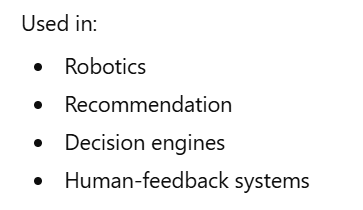 Used in:
• Robotics
• Recommendation
• Decision engines
• Human-feedback systems